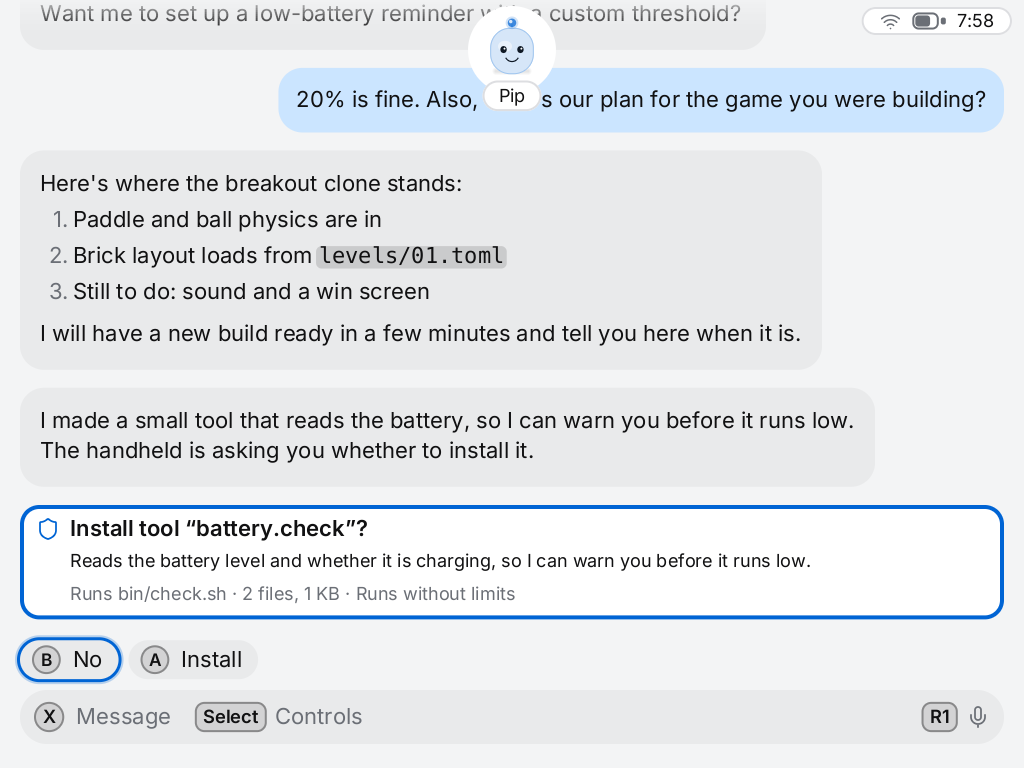 Want me to set up a low-battery reminder with a custom threshold?
7:58
20% is fine. Also, s our plan for the game you were building?
Pip
Here's where the breakout clone stands:
1. Paddle and ball physics are in
2. Brick layout loads from levels/01.toml
3. Still to do: sound and a win screen
I will have a new build ready in a few minutes and tell you here when it is.
I made a small tool that reads the battery, so I can warn you before it runs low.
The handheld is asking you whether to install it.
Install tool “battery.check”?
Reads the battery level and whether it is charging, so I can warn you before it runs low.
Runs bin/check.sh · 2 files, 1 KB · Runs without limits
B No A Install
X Message Select Controls R1